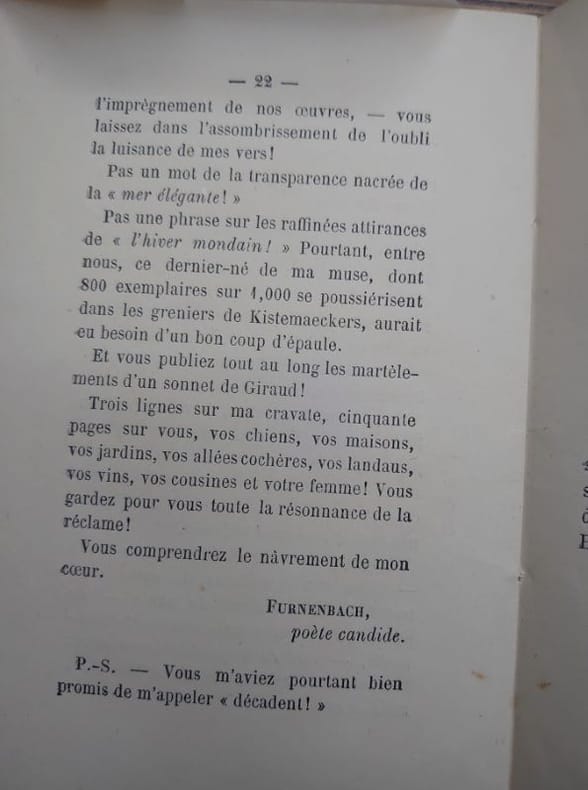 — 22 —
l'imprègnement de nos œuvres, — vous
laissez dans l'assombrissement de l'oubli
la luisance de mes vers!
Pas un mot de la transparence nacrée de
la « mer élégante! »
Pas une phrase sur les raffinées attirances
de « l'hiver mondain! » Pourtant, entre
nous, ce dernier-né de ma muse, dont
800 exemplaires sur 1,000 se poussiérisent
dans les greniers de Kistemaeckers, aurait
eu besoin d'un bon coup d'épaule.
Et vous publiez tout au long les martèle-
ments d'un sonnet de Giraud!
Trois lignes sur ma cravate, cinquante
pages sur vous, vos chiens, vos maisons,
vos jardins, vos allées cochères, vos landaus,
vos vins, vos cousines et votre femme! Vous
gardez pour vous toute la résonnance de la
réclame!
Vous comprendrez le nàvrement de mon
cœur.
FURNENBACH,
poète candide.
P.-S. — Vous m'aviez pourtant bien
promis de m'appeler « décadent! »